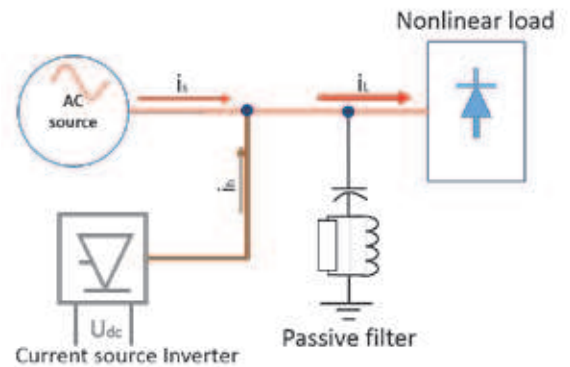 Nonlinear load
AC
source
is
iL
ih
Udc
Current source Inverter
Passive filter